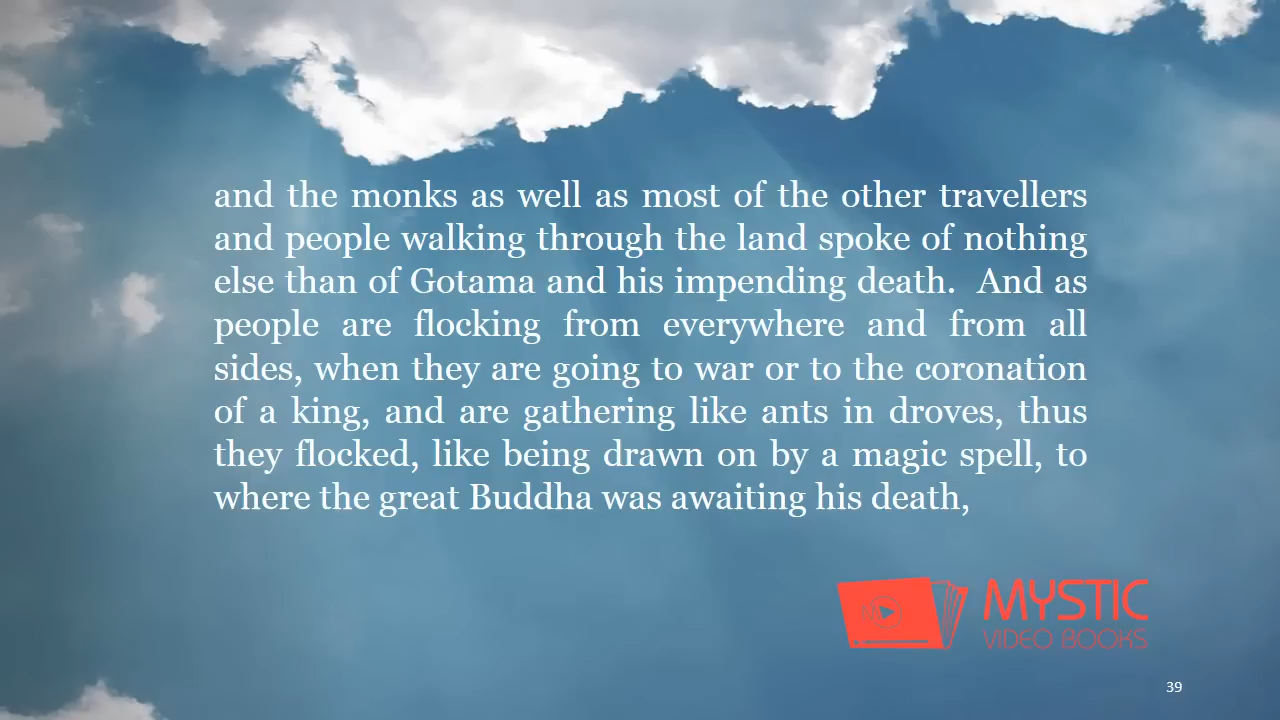 and the monks as well as most of the other travellers
and people walking through the land spoke of nothing
else than of Gotama and his impending death.  And as
people are flocking from everywhere and from all
sides, when they are going to war or to the coronation
of a king, and are gathering like ants in droves, thus
they flocked, like being drawn on by a magic spell, to
where the great Buddha was awaiting his death,
MYSTIC
VIDEO BOOKS
39